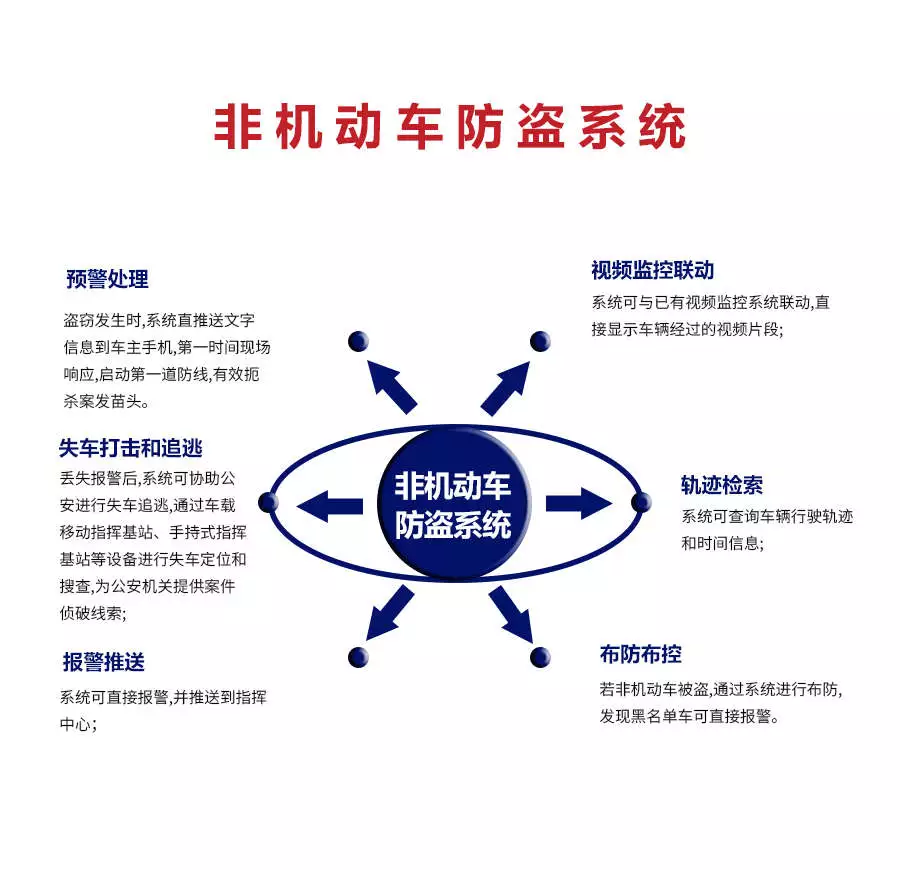 非机动车防盗系统
预警处理
盗窃发生时,系统直推送文字
信息到车主手机,第一时间现场
响应,启动第一道防线,有效扼
杀案发苗头。
失车打击和追逃
丢失报警后,系统可协助公
安进行失车追逃,通过车载
移动指挥基站、手持式指挥
基站等设备进行失车定位和
搜查,为公安机关提供案件
侦破线索;
报警推送
系统可直接报警,并推送到指挥
中心；
非机动车
防盗系统
视频监控联动
系统可与已有视频监控系统联动,直
接显示车辆经过的视频片段;
轨迹检索
系统可查询车辆行驶轨迹
和时间信息;
布防布控
若非机动车被盗,通过系统进行布防,
发现黑名单车可直接报警。